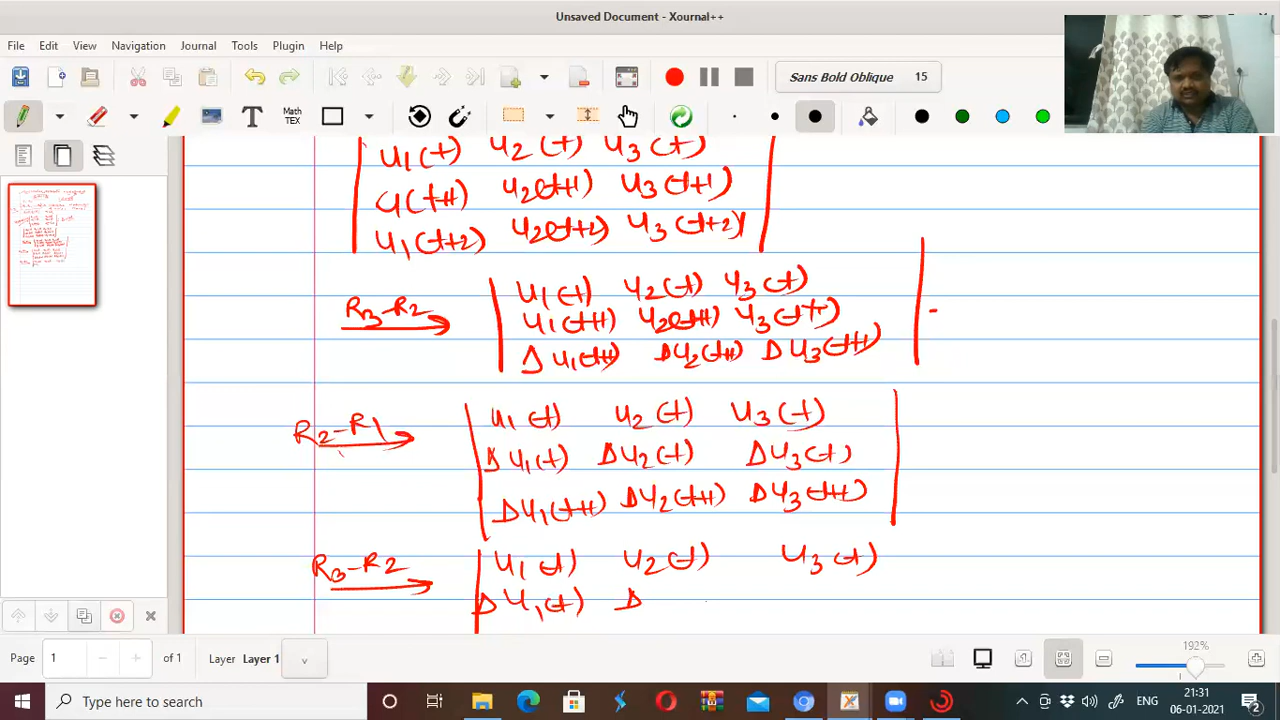 Unsaved Document - Xournal++
File Edit View Navigation Journal Tools Plugin Help
Sans Bold Oblique 15
Math TEX
u1(t) u2(t) u3(t)
u(t+1) u2(t+1) u3(t+1)
u1(t+2) u2(t+2) u3(t+2)
R3-R2
u1(t) u2(t) u3(t)
u1(t+1) u2(t+1) u3(t+1)
Δu1(t+1) Δu2(t+1) Δu3(t+1)
R2-R1
u1(t) u2(t) u3(t)
Δu1(t) Δu2(t) Δu3(t)
Δu1(t+1) Δu2(t+1) Δu3(t+1)
R3-R2
u1(t) u2(t) u3(t)
Δu1(t) Δ
Page 1 of 1 Layer Layer 1 192%
Type here to search
ENG
21:31
06-01-2021
2